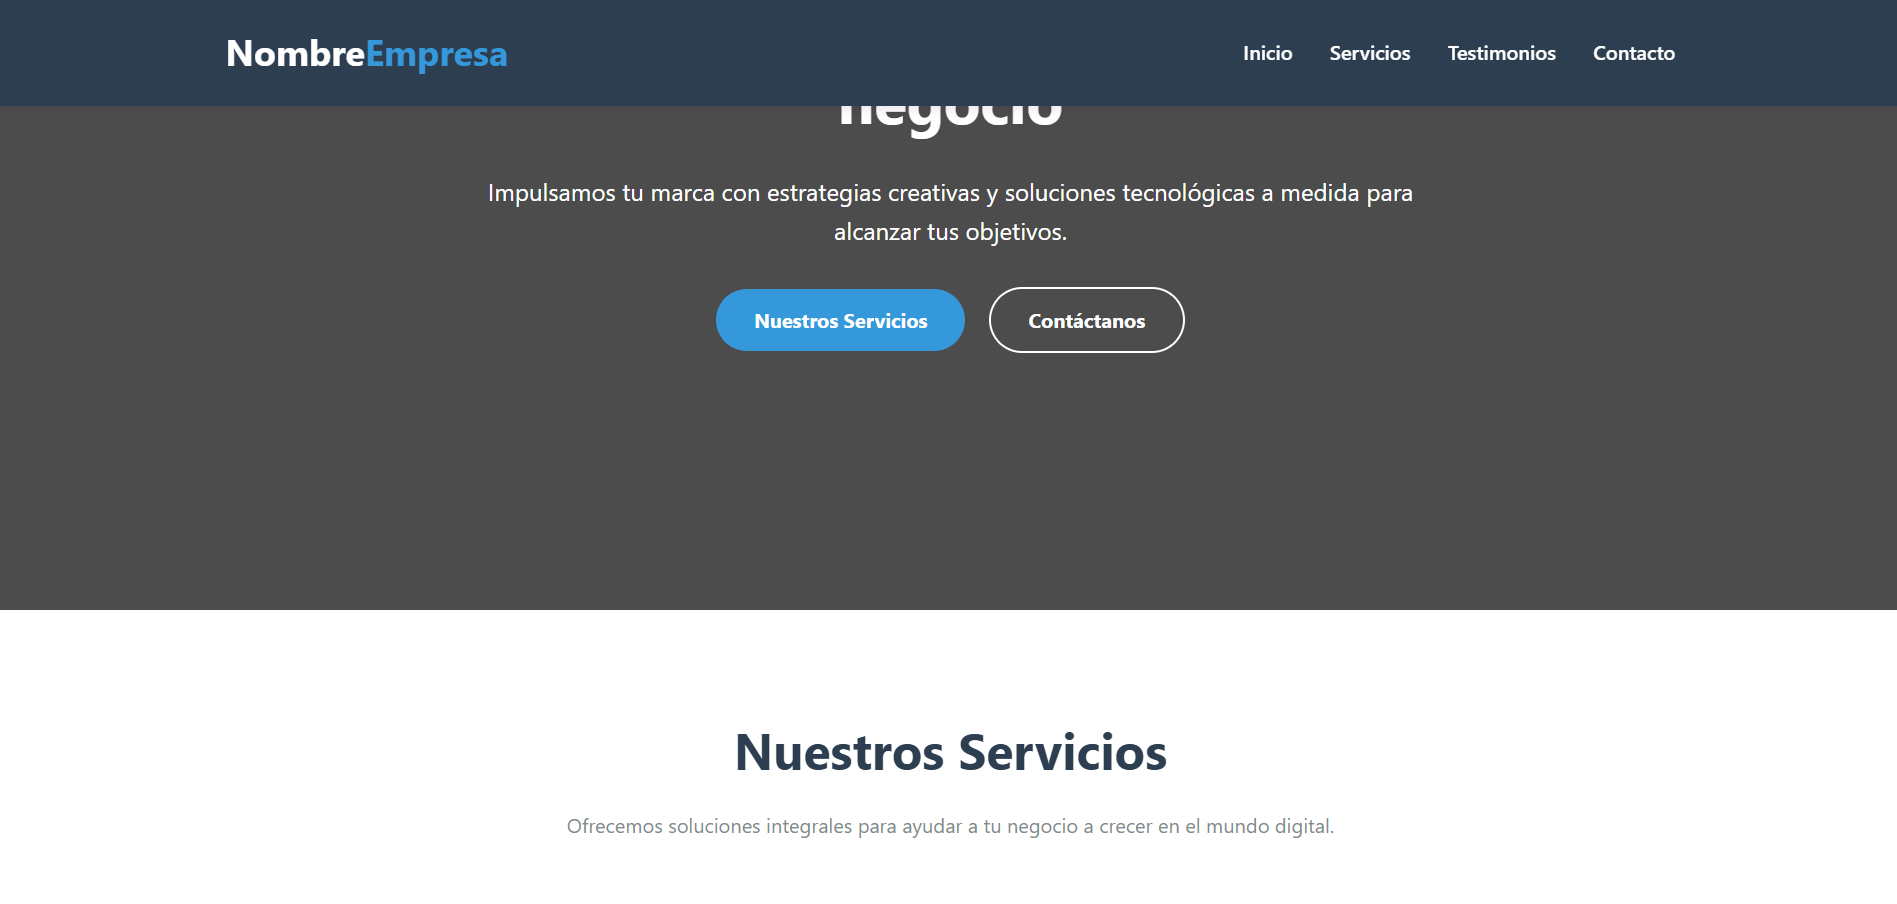 NombreEmpresa
Inicio Servicios Testimonios Contacto
negocio
Impulsamos tu marca con estrategias creativas y soluciones tecnológicas a medida para
alcanzar tus objetivos.
Nuestros Servicios Contáctanos
Nuestros Servicios
Ofrecemos soluciones integrales para ayudar a tu negocio a crecer en el mundo digital.